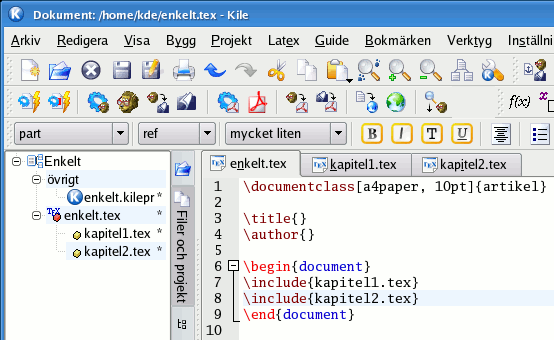 Dokument: /home/kde/enkelt.tex - Kile
Arkiv Redigera Visa Bygg Projekt Latex Guide Bokmärken Verktyg Inställni
f(x)
part ref mycket liten B I T U
Enkelt
övrigt
enkelt.kilepr *
enkelt.tex *
kapitel1.tex *
kapitel2.tex *
Filer och projekt
enkelt.tex kapitel1.tex kapitel2.tex
1 \documentclass[a4paper, 10pt]{artikel}
2
3 \title{}
4 \author{}
5
6 \begin{document}
7 \include{kapitel1.tex}
8 \include{kapitel2.tex}
9 \end{document}
10